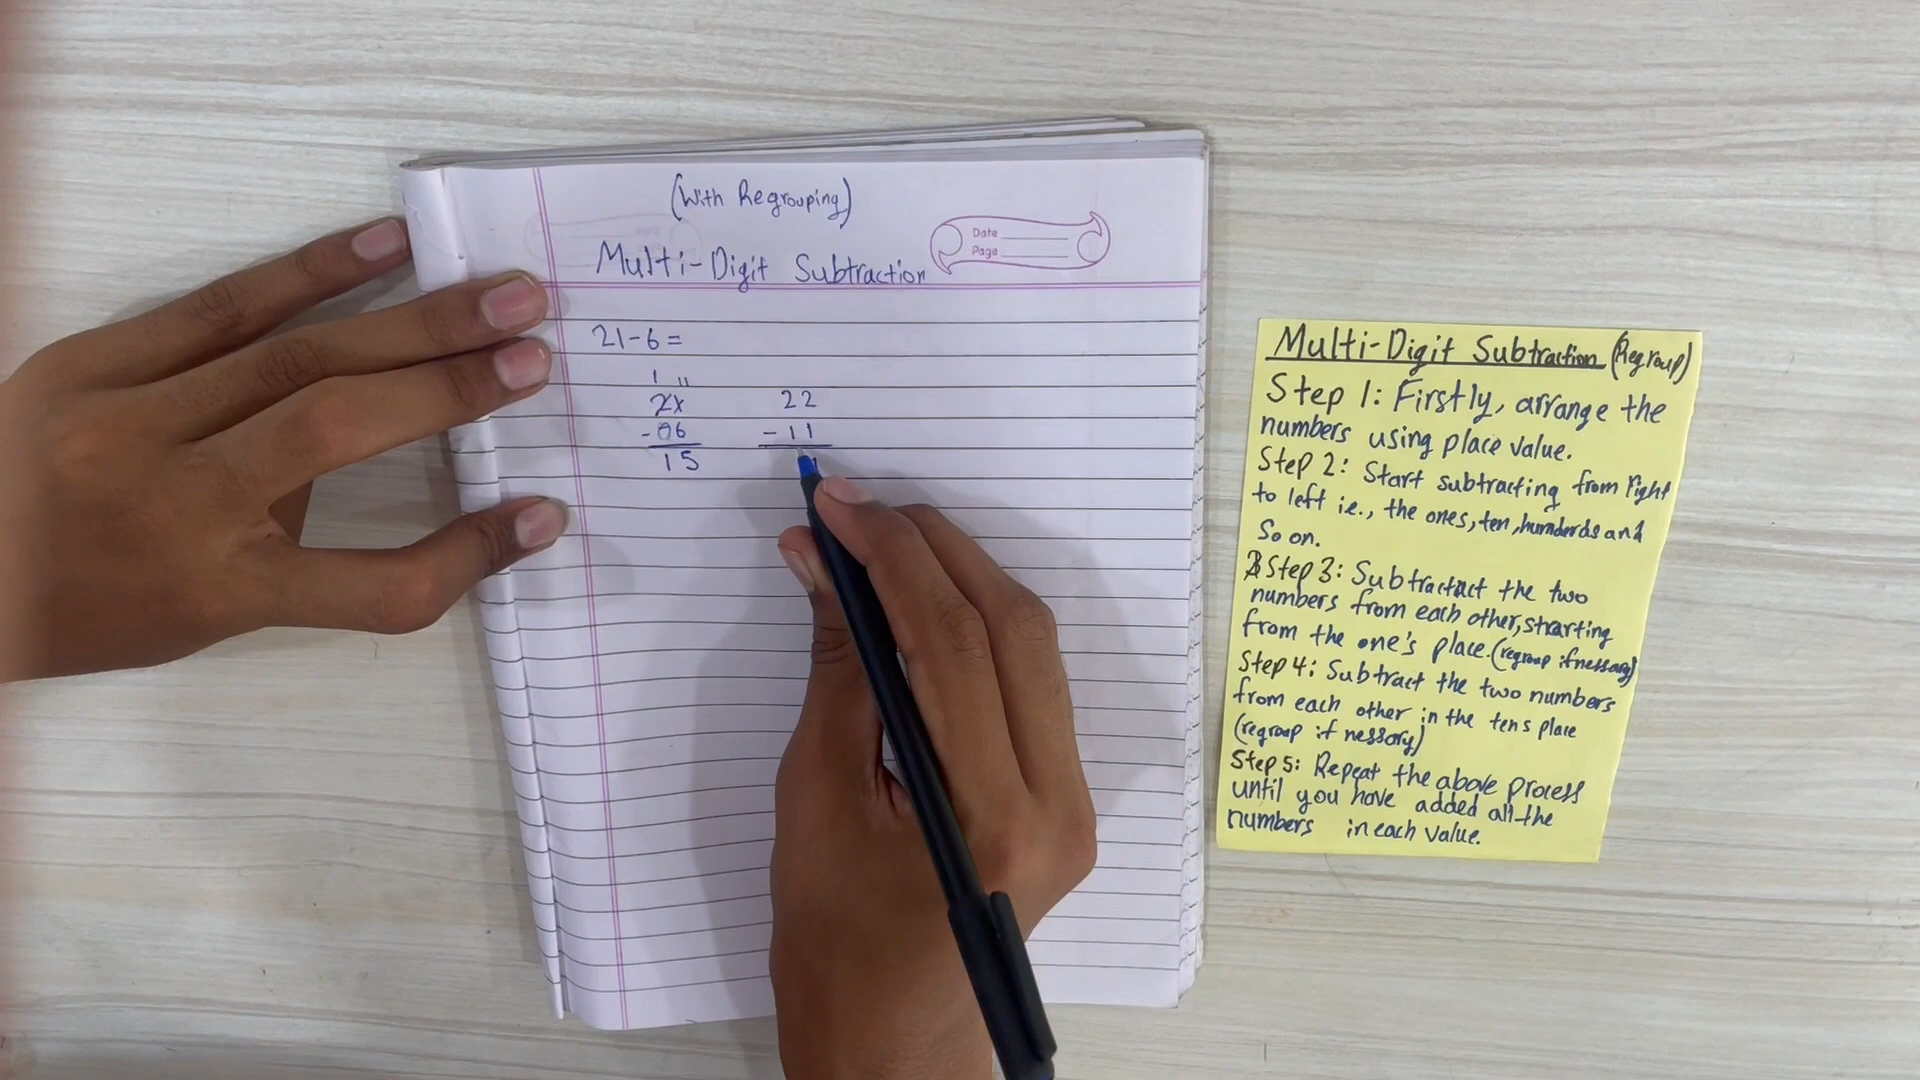 (With Regrouping)
Multi-Digit Subtraction
Date
Page
21-6=
1 11
21
-06
15
22
-11
1
Multi-Digit Subtraction (Regroup)
Step 1: Firstly, arrange the
numbers using place value.
Step 2: Start subtracting from right
to left i.e., the ones, ten, hunderds and
So on.
Step 3: Subtract the two
numbers from each other, starting
from the one's place. (regroup if nessary)
Step 4: Subtract the two numbers
from each other in the tens place
(regroup if nessory)
Step 5: Repeat the above process
until you have added all the
numbers in each value.